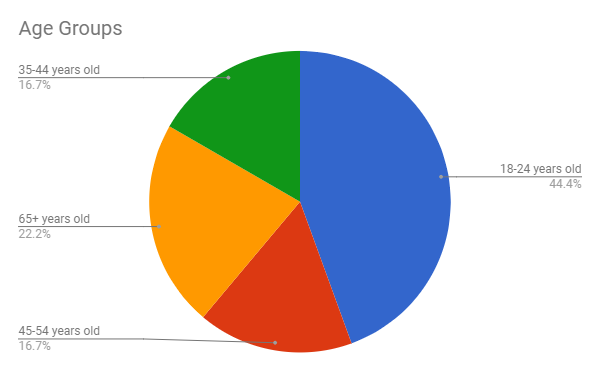 Age Groups
35-44 years old
16.7%
18-24 years old
44.4%
65+ years old
22.2%
45-54 years old
16.7%